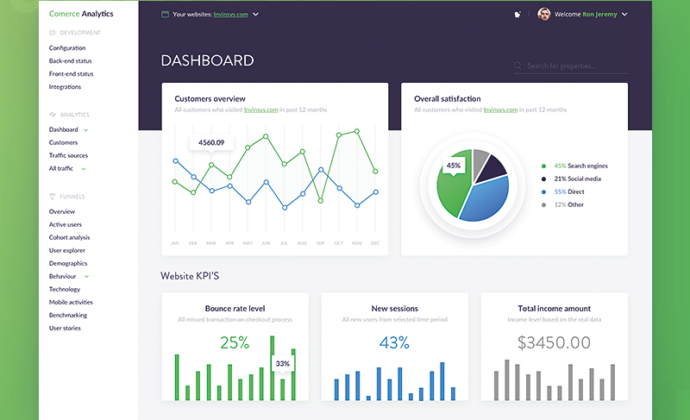 Comerce Analytics
DEVELOPMENT
Configuration
Back-end status
Front-end status
Integrations
ANALYTICS
Dashboard
Customers
Traffic sources
All traffic
FUNNELS
Overview
Active users
Cohort analysis
User explorer
Demographics
Behaviour
Technology
Mobile activities
Benchmarking
User stories
Your websites: Invinsys.com
Welcome Ron Jeremy
DASHBOARD
Search for properties...
Customers overview
All customers who visited Invinsys.com in past 12 months
4560.09
JAN FEB MAR APR MAY JUN JUL AUG SEP OCT NOV DEC
Overall satisfaction
All customers who visited Invinsys.com in past 12 months
45%
45% Search engines
21% Social media
55% Direct
12% Other
Website KPI'S
Bounce rate level
All missed transaction on checkout process
25%
33%
New sessions
All new users from selected time period
43%
Total income amount
Income level based on the real data
$3450.00